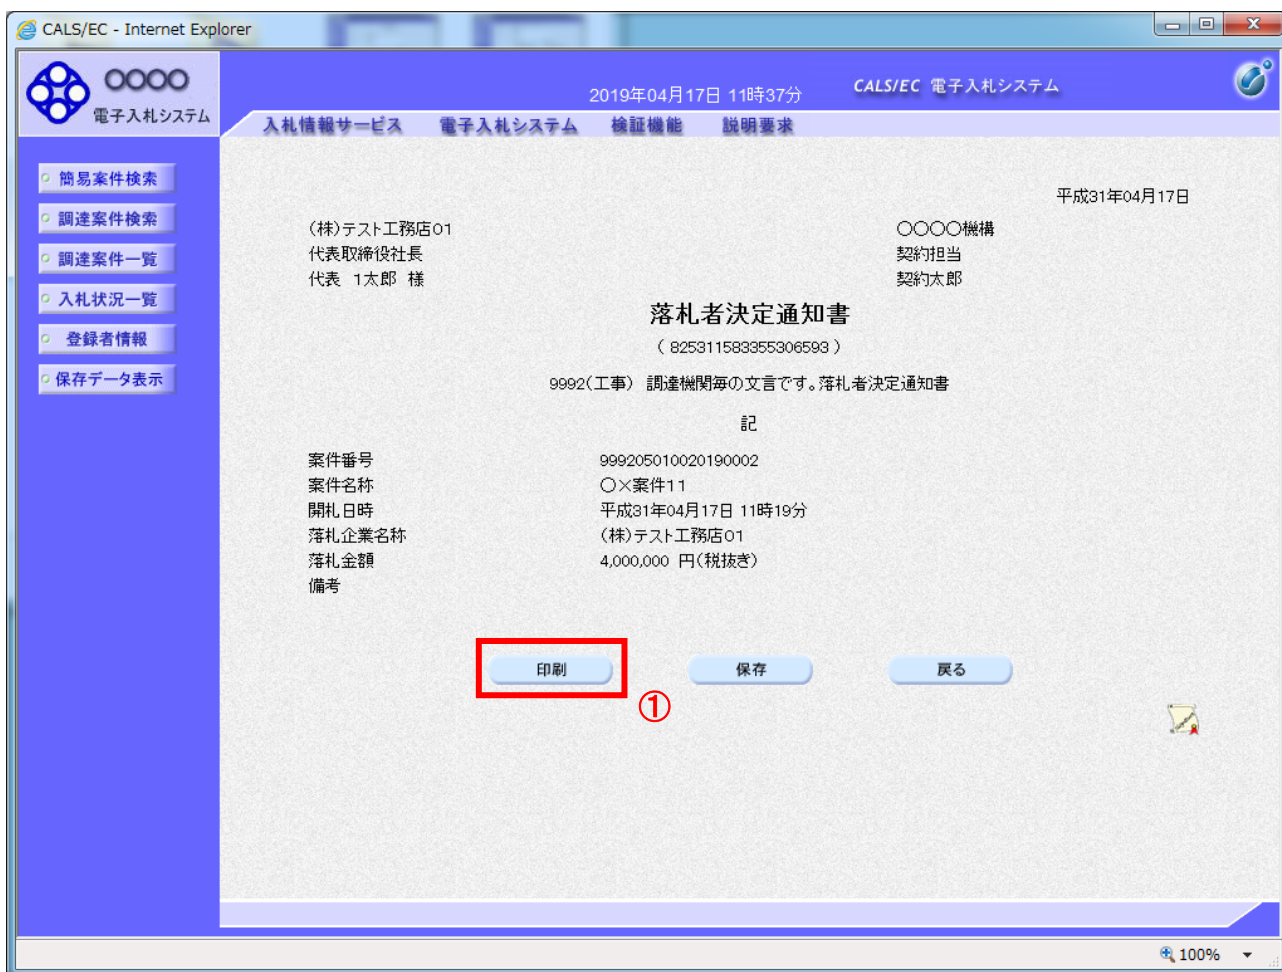 CALS/EC - Internet Explorer
○○○○
電子入札システム
2019年04月17日 11時37分
CALS/EC 電子入札システム
入札情報サービス 電子入札システム 検証機能 説明要求
簡易案件検索
調達案件検索
調達案件一覧
入札状況一覧
登録者情報
保存データ表示
平成31年04月17日
(株)テスト工務店01
代表取締役社長
代表 1太郎 様
○○○○機構
契約担当
契約太郎
落札者決定通知書
( 825311583355306593 )
9992(工事) 調達機関毎の文言です。落札者決定通知書
記
案件番号 999205010020190002
案件名称 ○×案件11
開札日時 平成31年04月17日 11時19分
落札企業名称 (株)テスト工務店01
落札金額 4,000,000 円(税抜き)
備考
印刷 保存 戻る
①
100%